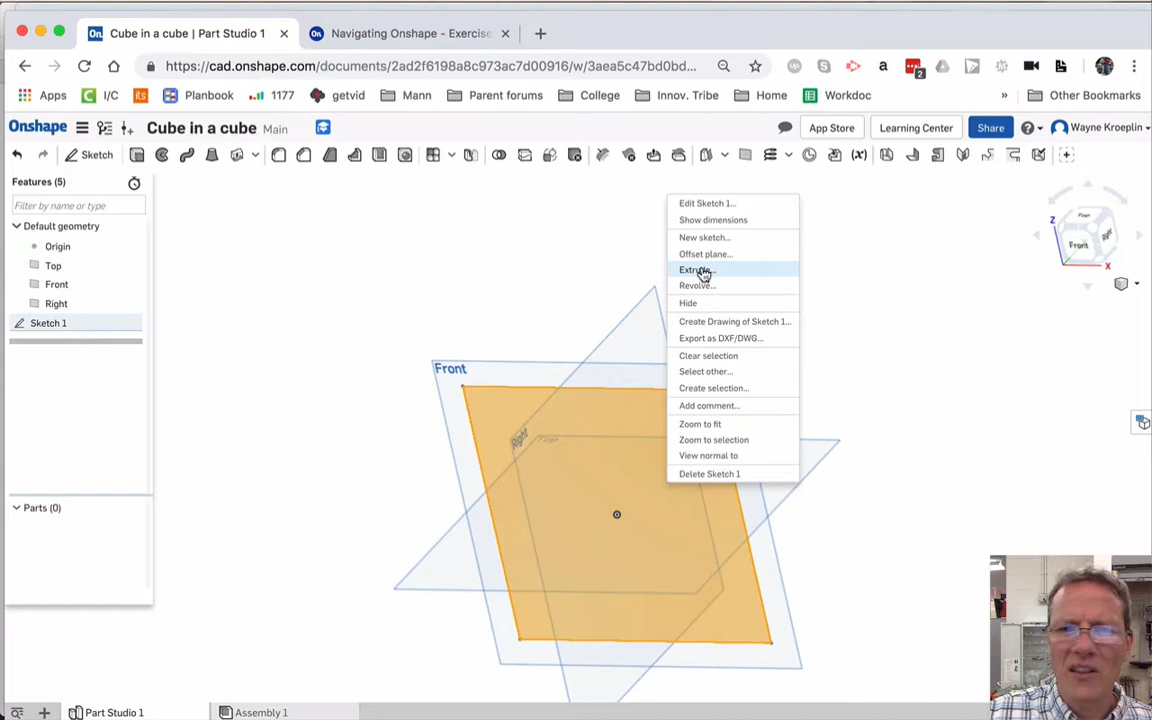 Cube in a cube | Part Studio 1
Navigating Onshape - Exercise
https://cad.onshape.com/documents/2ad2f6198a8c973ac7d00916/w/3aea5c47bd0bd...
Apps
I/C
its
Planbook
1177
getvid
Mann
Parent forums
College
Innov. Tribe
Home
Workdoc
»
Other Bookmarks
Onshape
Cube in a cube Main
App Store
Learning Center
Share
Wayne Kroeplin
Sketch
(x)
Features (5)
Filter by name or type
Default geometry
Origin
Top
Front
Right
Sketch 1
Parts (0)
Edit Sketch 1...
Show dimensions
New sketch...
Offset plane...
Extrude...
Revolve...
Hide
Create Drawing of Sketch 1...
Export as DXF/DWG...
Clear selection
Select other...
Create selection...
Add comment...
Zoom to fit
Zoom to selection
View normal to
Delete Sketch 1
Front
Right
Z
Front
Right
X
2
Part Studio 1
Assembly 1